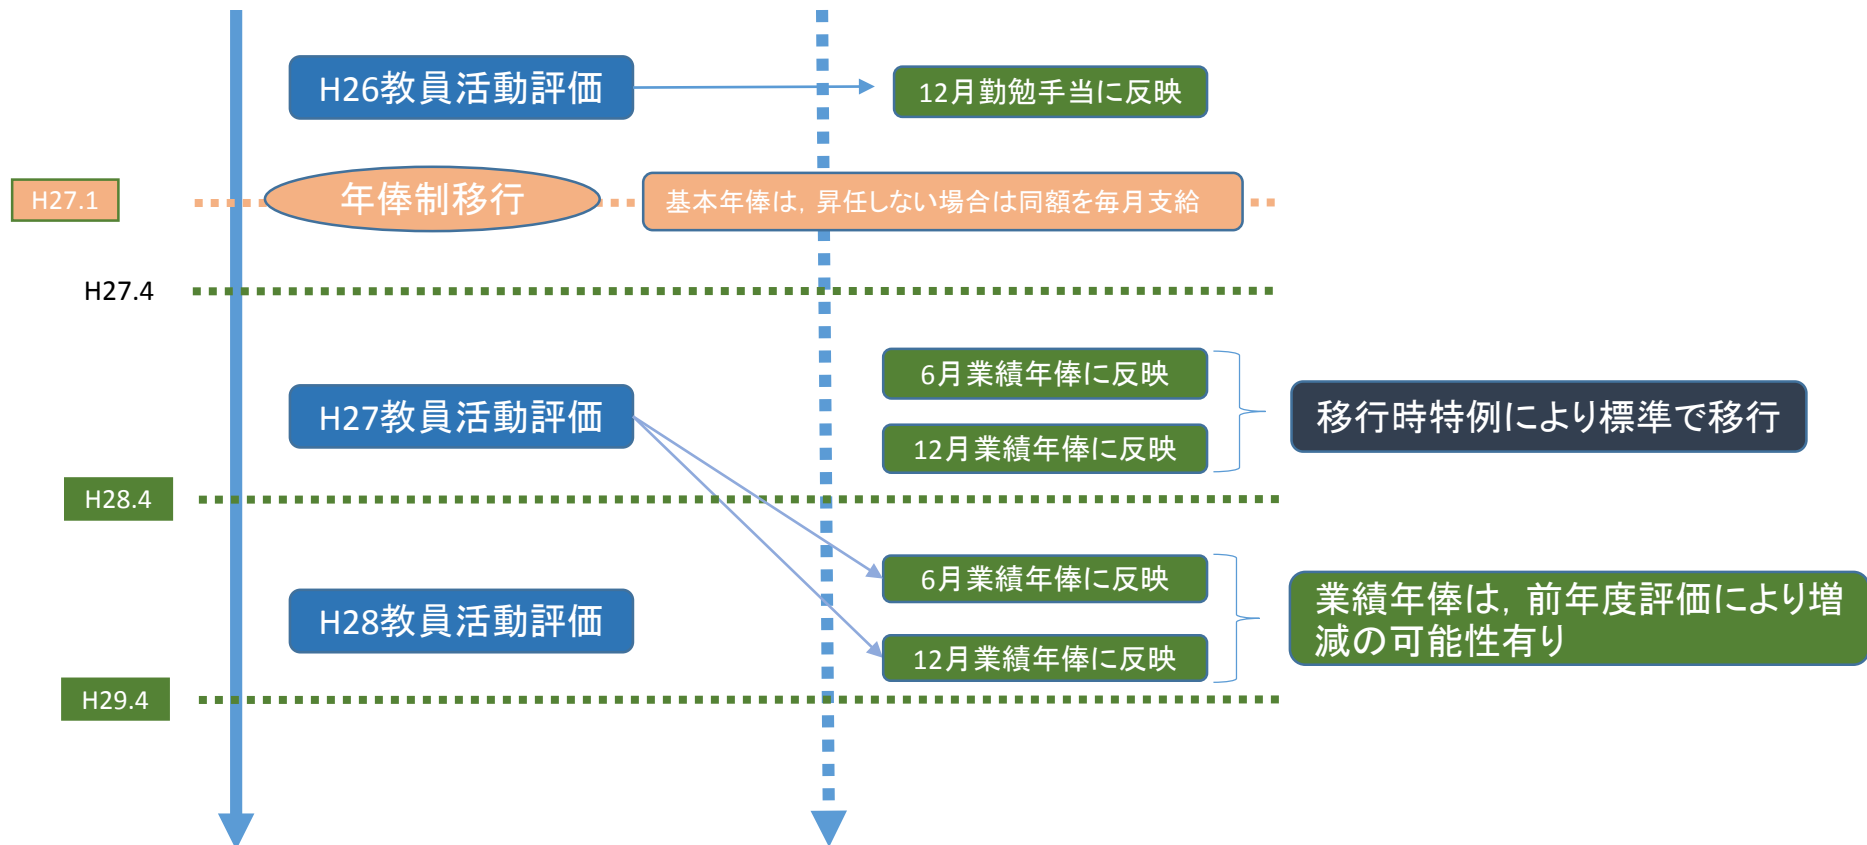 H26教員活動評価
12月勤勉手当に反映
H27.1
年俸制移行
基本年俸は，昇任しない場合は同額を毎月支給
H27.4
6月業績年俸に反映
H27教員活動評価
12月業績年俸に反映
移行時特例により標準で移行
H28.4
6月業績年俸に反映
H28教員活動評価
12月業績年俸に反映
業績年俸は，前年度評価により増
減の可能性有り
H29.4